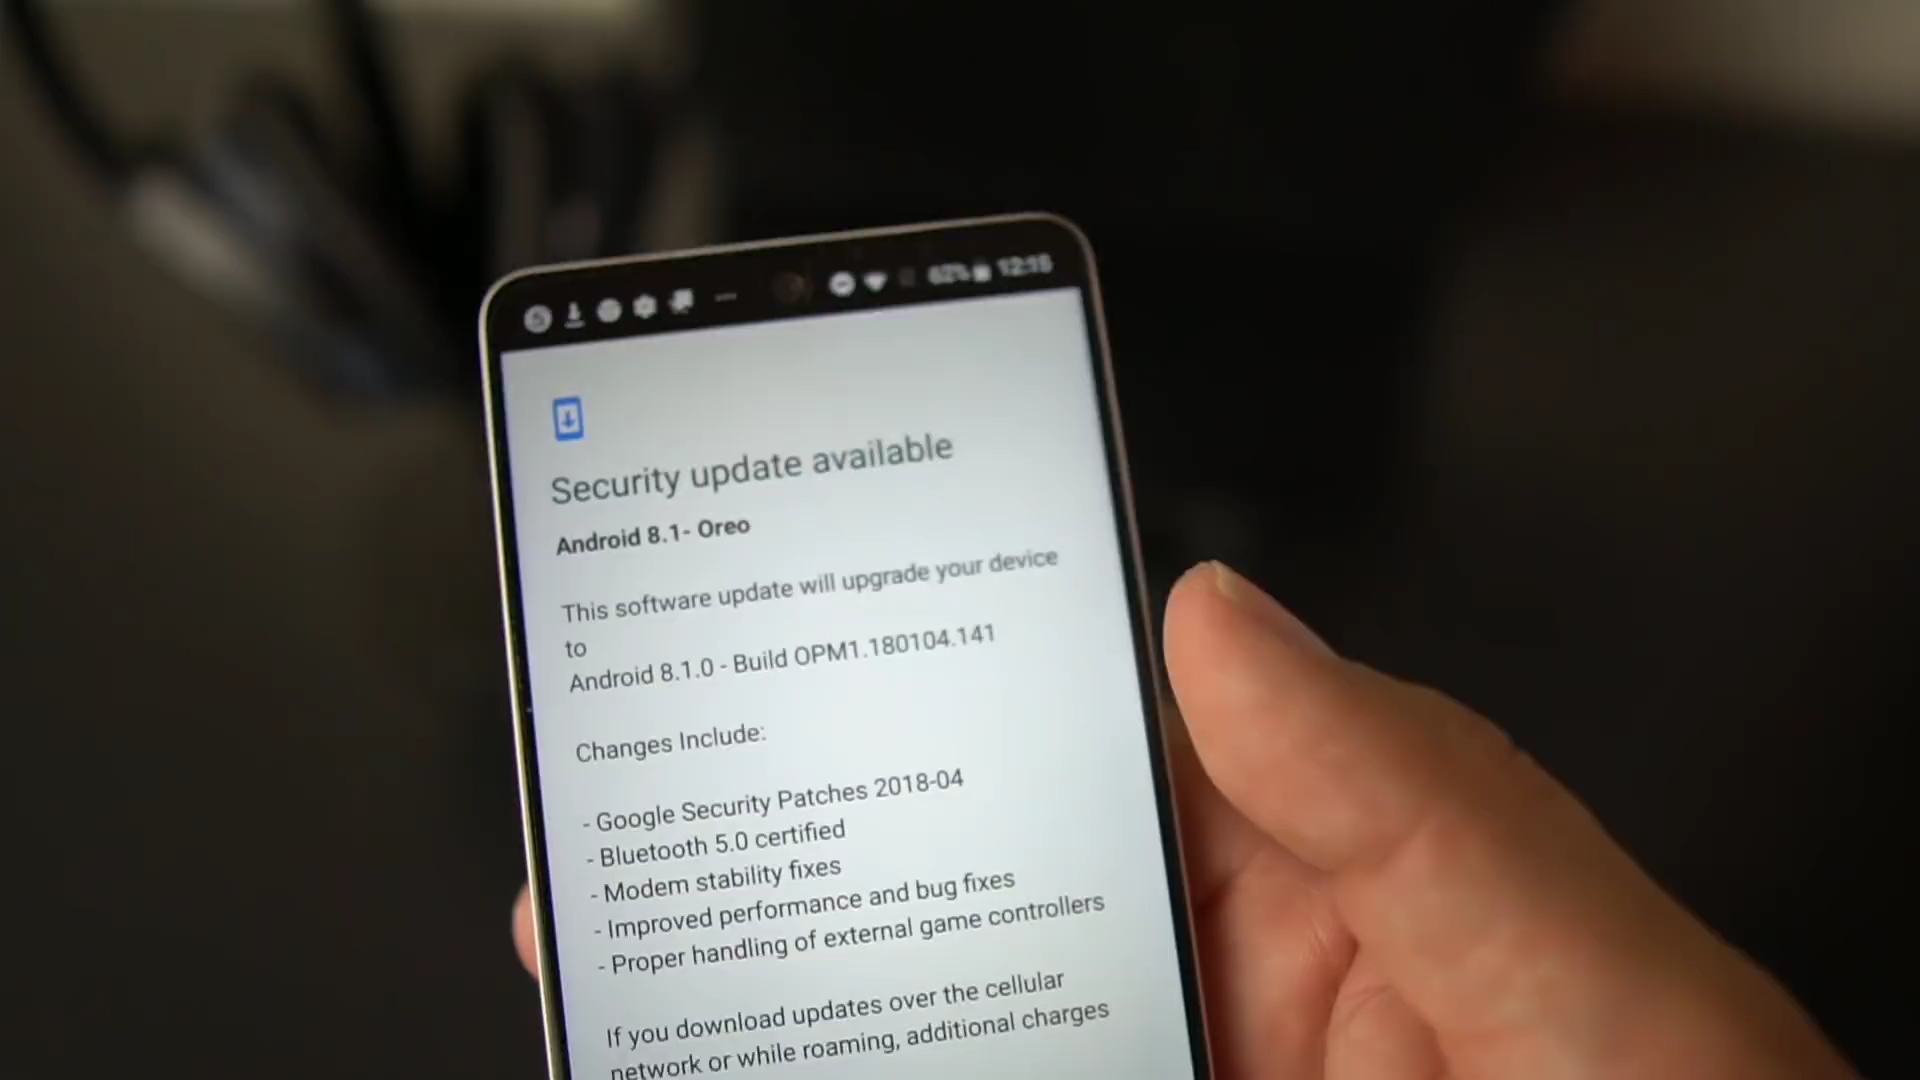 62% 12:15
Security update available
Android 8.1- Oreo
This software update will upgrade your device
to
Android 8.1.0 - Build OPM1.180104.141
Changes Include:
- Google Security Patches 2018-04
- Bluetooth 5.0 certified
- Modem stability fixes
- Improved performance and bug fixes
- Proper handling of external game controllers
If you download updates over the cellular
network or while roaming, additional charges